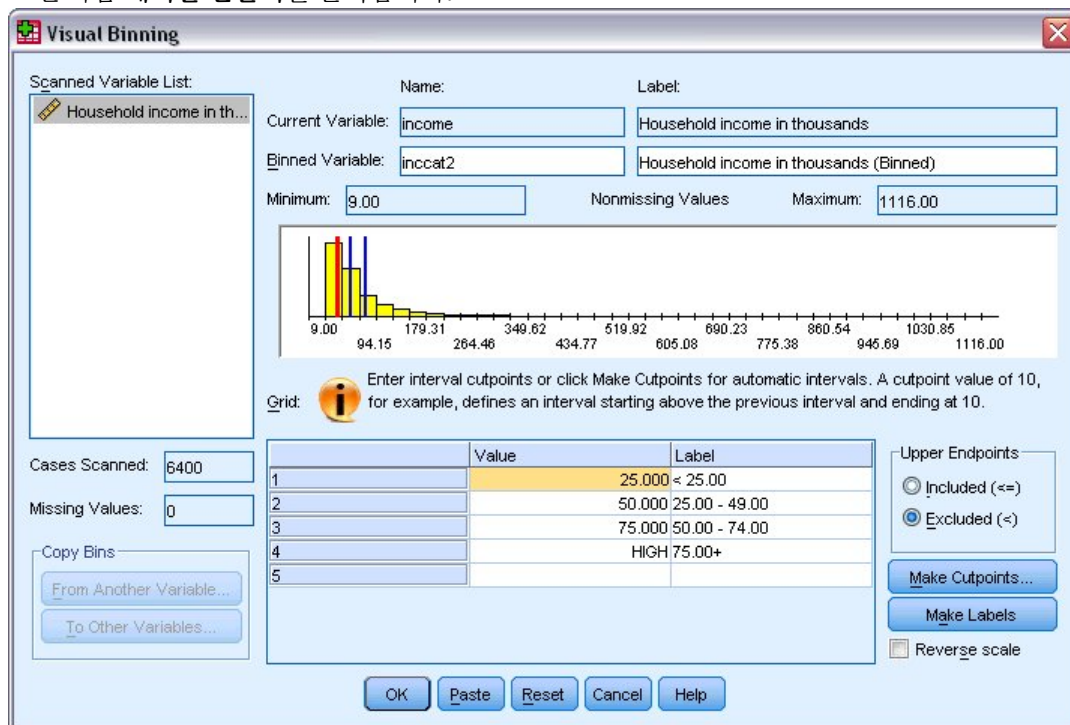 Visual Binning
Scanned Variable List:
Household income in th...
Name:
Label:
Current Variable:
income
Household income in thousands
Binned Variable:
inccat2
Household income in thousands (Binned)
Minimum:
9.00
Nonmissing Values
Maximum:
1116.00
9.00 179.31 349.62 519.92 690.23 860.54 1030.85
94.15 264.46 434.77 605.08 775.38 945.69 1116.00
Grid:
Enter interval cutpoints or click Make Cutpoints for automatic intervals. A cutpoint value of 10,
for example, defines an interval starting above the previous interval and ending at 10.
Cases Scanned:
6400
Missing Values:
0
Copy Bins
From Another Variable...
To Other Variables...
Value Label
1 25.000 < 25.00
2 50.000 25.00 - 49.00
3 75.000 50.00 - 74.00
4 HIGH 75.00+
5
Upper Endpoints
Included (<=)
Excluded (<)
Make Cutpoints...
Make Labels
Reverse scale
OK
Paste
Reset
Cancel
Help